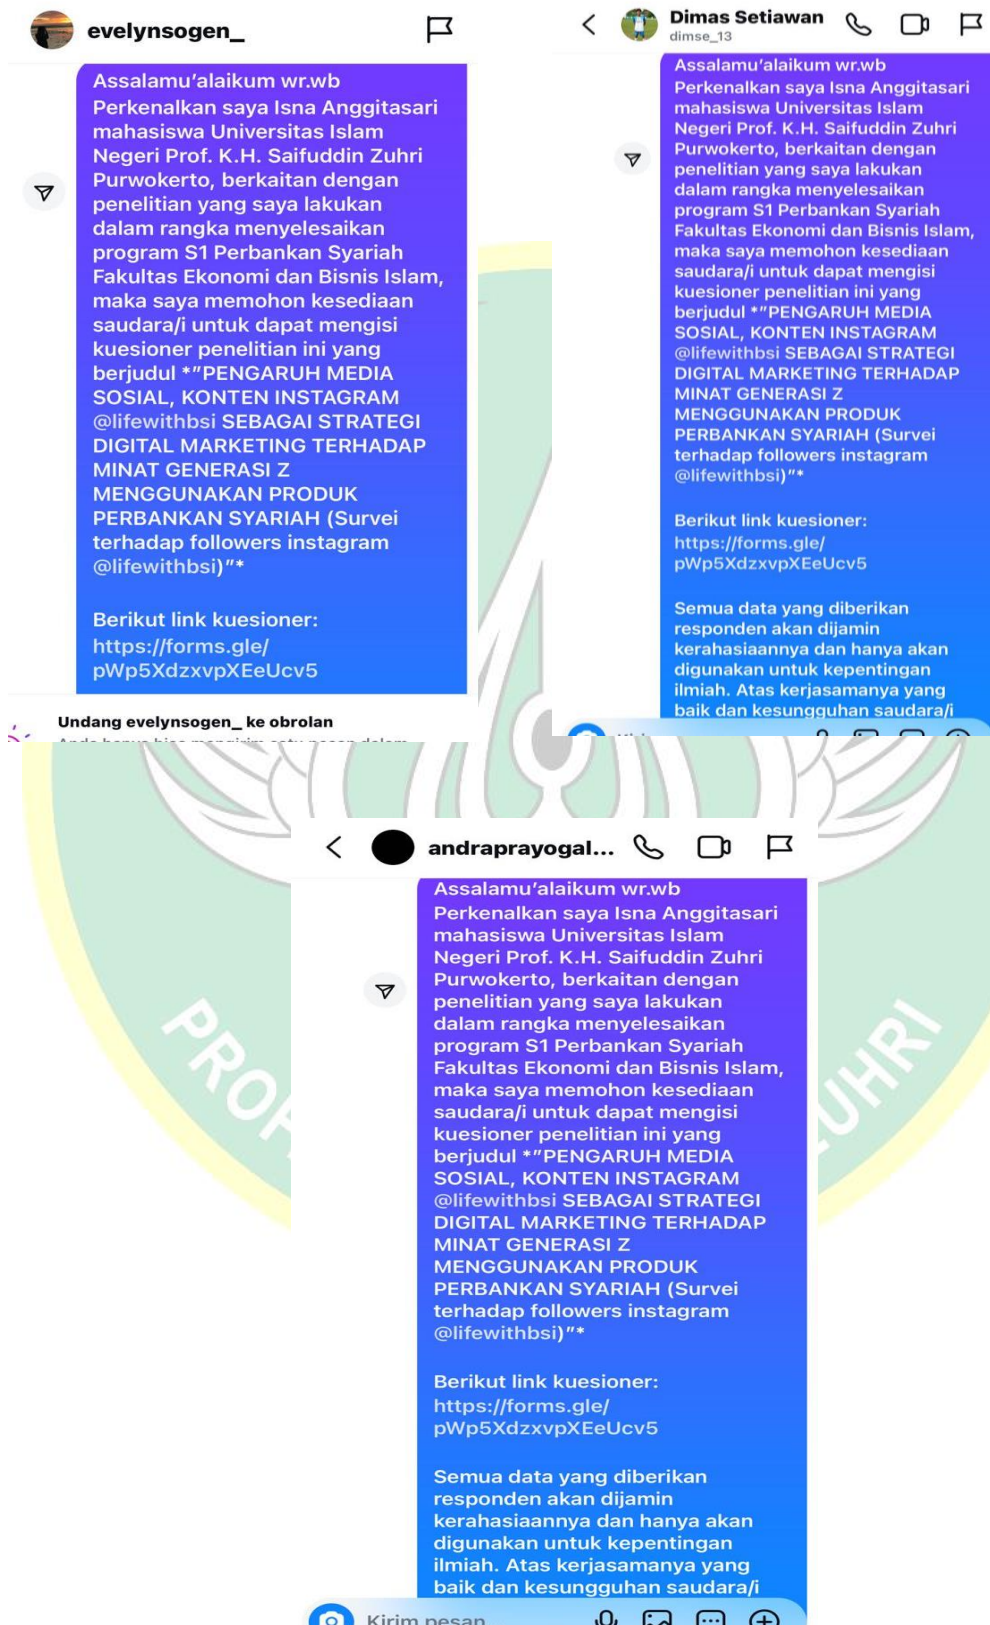 evelynsogen_
Assalamu'alaikum wr.wb
Perkenalkan saya Isna Anggitasari
mahasiswa Universitas Islam
Negeri Prof. K.H. Saifuddin Zuhri
Purwokerto, berkaitan dengan
penelitian yang saya lakukan
dalam rangka menyelesaikan
program S1 Perbankan Syariah
Fakultas Ekonomi dan Bisnis Islam,
maka saya memohon kesediaan
saudara/i untuk dapat mengisi
kuesioner penelitian ini yang
berjudul *"PENGARUH MEDIA
SOSIAL, KONTEN INSTAGRAM
@lifewithbsi SEBAGAI STRATEGI
DIGITAL MARKETING TERHADAP
MINAT GENERASI Z
MENGGUNAKAN PRODUK
PERBANKAN SYARIAH (Survei
terhadap followers instagram
@lifewithbsi)"*
Berikut link kuesioner:
https://forms.gle/
pWp5XdzxvpXEeUcv5
Undang evelynsogen_ ke obrolan
Anda hanya bisa mengirim satu pesan dalam
Dimas Setiawan
dimse_13
Assalamu'alaikum wr.wb
Perkenalkan saya Isna Anggitasari
mahasiswa Universitas Islam
Negeri Prof. K.H. Saifuddin Zuhri
Purwokerto, berkaitan dengan
penelitian yang saya lakukan
dalam rangka menyelesaikan
program S1 Perbankan Syariah
Fakultas Ekonomi dan Bisnis Islam,
maka saya memohon kesediaan
saudara/i untuk dapat mengisi
kuesioner penelitian ini yang
berjudul *"PENGARUH MEDIA
SOSIAL, KONTEN INSTAGRAM
@lifewithbsi SEBAGAI STRATEGI
DIGITAL MARKETING TERHADAP
MINAT GENERASI Z
MENGGUNAKAN PRODUK
PERBANKAN SYARIAH (Survei
terhadap followers instagram
@lifewithbsi)"*
Berikut link kuesioner:
https://forms.gle/
pWp5XdzxvpXEeUcv5
Semua data yang diberikan
responden akan dijamin
kerahasiaannya dan hanya akan
digunakan untuk kepentingan
ilmiah. Atas kerjasamanya yang
baik dan kesungguhan saudara/i
andraprayogal...
Assalamu'alaikum wr.wb
Perkenalkan saya Isna Anggitasari
mahasiswa Universitas Islam
Negeri Prof. K.H. Saifuddin Zuhri
Purwokerto, berkaitan dengan
penelitian yang saya lakukan
dalam rangka menyelesaikan
program S1 Perbankan Syariah
Fakultas Ekonomi dan Bisnis Islam,
maka saya memohon kesediaan
saudara/i untuk dapat mengisi
kuesioner penelitian ini yang
berjudul *"PENGARUH MEDIA
SOSIAL, KONTEN INSTAGRAM
@lifewithbsi SEBAGAI STRATEGI
DIGITAL MARKETING TERHADAP
MINAT GENERASI Z
MENGGUNAKAN PRODUK
PERBANKAN SYARIAH (Survei
terhadap followers instagram
@lifewithbsi)"*
Berikut link kuesioner:
https://forms.gle/
pWp5XdzxvpXEeUcv5
Semua data yang diberikan
responden akan dijamin
kerahasiaannya dan hanya akan
digunakan untuk kepentingan
ilmiah. Atas kerjasamanya yang
baik dan kesungguhan saudara/i
Kirim pesan